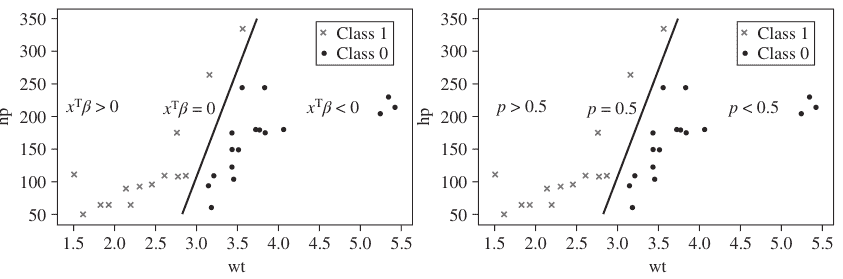 350
300
250
200
150
100
50
hp
× Class 1
• Class 0
xᵀβ > 0
xᵀβ = 0
xᵀβ < 0
1.5 2.0 2.5 3.0 3.5 4.0 4.5 5.0 5.5
wt
350
300
250
200
150
100
50
hp
× Class 1
• Class 0
p > 0.5
p = 0.5
p < 0.5
1.5 2.0 2.5 3.0 3.5 4.0 4.5 5.0 5.5
wt